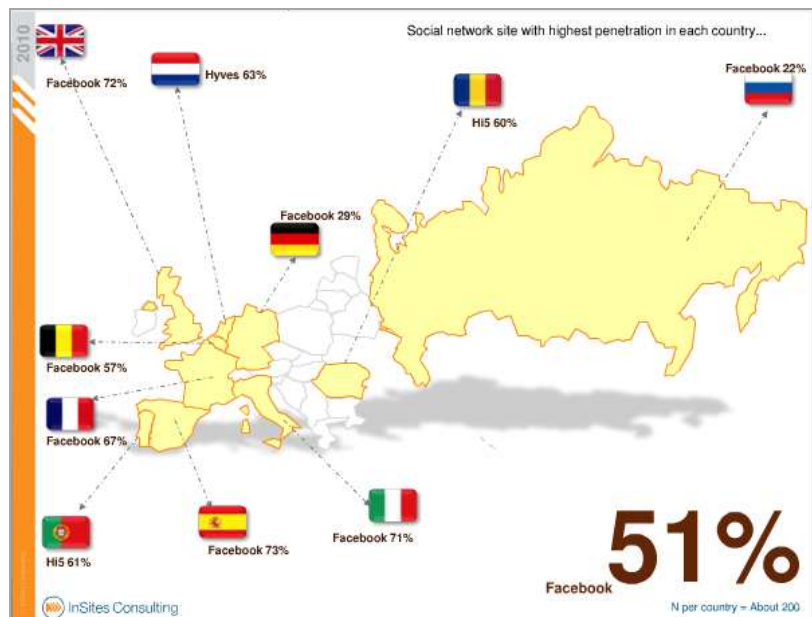 2010
Social network site with highest penetration in each country...
Facebook 72%
Hyves 63%
Facebook 22%
Hi5 60%
Facebook 29%
Facebook 57%
Facebook 67%
Hi5 61%
Facebook 73%
Facebook 71%
Facebook 51%
InSites Consulting
N per country = About 200